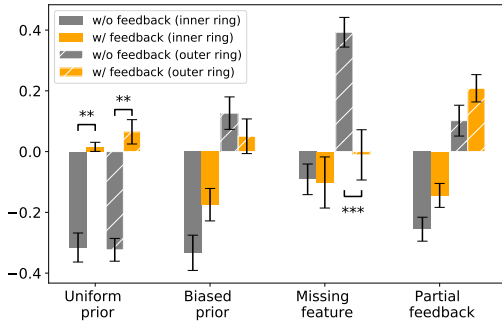 w/o feedback (inner ring)
w/ feedback (inner ring)
w/o feedback (outer ring)
w/ feedback (outer ring)
0.4
0.2
0.0
−0.2
−0.4
**
**
***
Uniform prior
Biased prior
Missing feature
Partial feedback